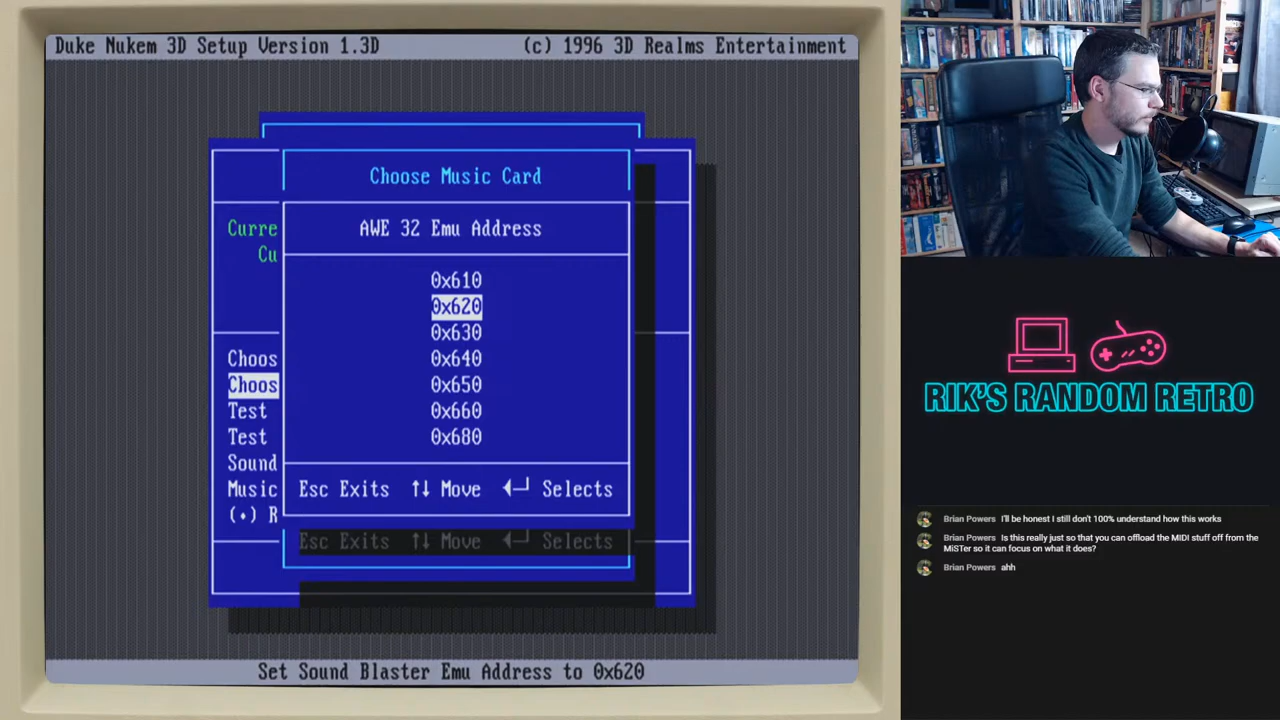 Duke Nukem 3D Setup Version 1.3D
(c) 1996 3D Realms Entertainment
Choose Music Card
AWE 32 Emu Address
Curre
Cu
0x610
0x620
0x630
0x640
0x650
0x660
0x680
Choos
Choos
Test
Test
Sound
Music
(•) R
Esc Exits ↑↓ Move ◄─┘ Selects
Esc Exits ↑↓ Move ◄─┘ Selects
Set Sound Blaster Emu Address to 0x620
RIK'S RANDOM RETRO
Brian Powers I'll be honest I still don't 100% understand how this works
Brian Powers Is this really just so that you can offload the MIDI stuff off from the
MiSTer so it can focus on what it does?
Brian Powers ahh